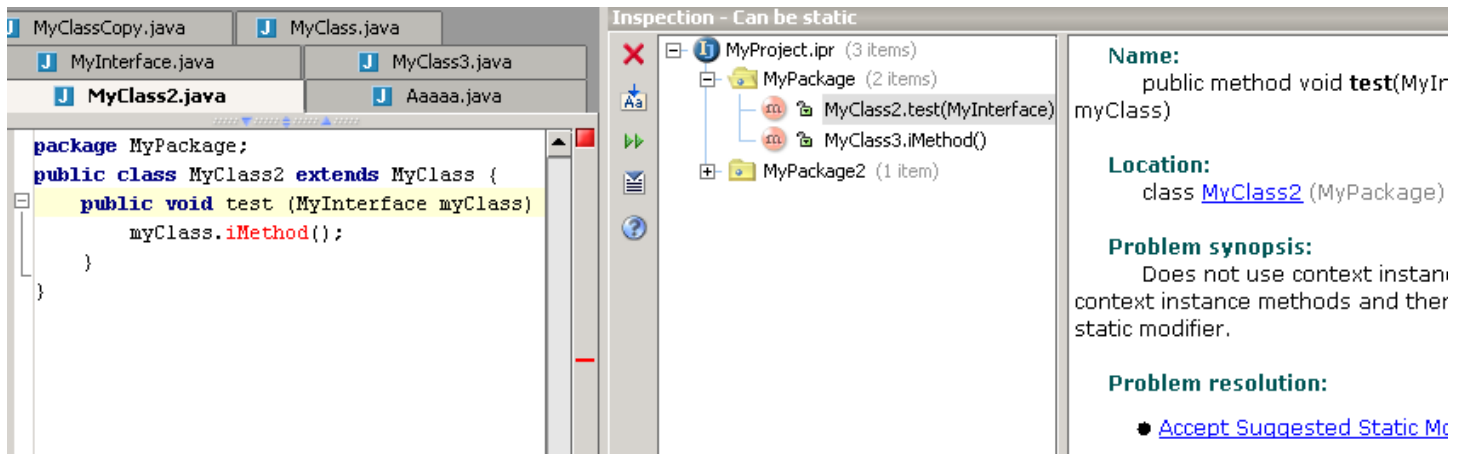 MyClassCopy.java
MyClass.java
MyInterface.java
MyClass3.java
MyClass2.java
Aaaaa.java
package MyPackage;
public class MyClass2 extends MyClass {
public void test (MyInterface myClass)
myClass.iMethod();
}
}
Inspection - Can be static
MyProject.ipr (3 items)
MyPackage (2 items)
MyClass2.test(MyInterface)
MyClass3.iMethod()
MyPackage2 (1 item)
Name:
public method void test(MyIn
myClass)
Location:
class MyClass2 (MyPackage)
Problem synopsis:
Does not use context instan
context instance methods and ther
static modifier.
Problem resolution:
Accept Suggested Static Mo